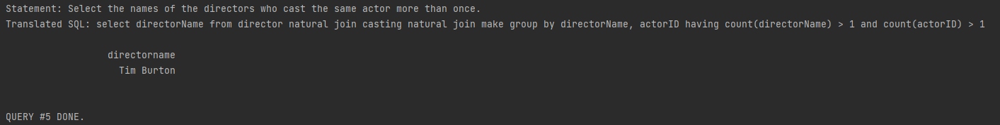 Statement: Select the names of the directors who cast the same actor more than once.
Translated SQL: select directorName from director natural join casting natural join make group by directorName, actorID having count(directorName) > 1 and count(actorID) > 1
directorname
Tim Burton
QUERY #5 DONE.